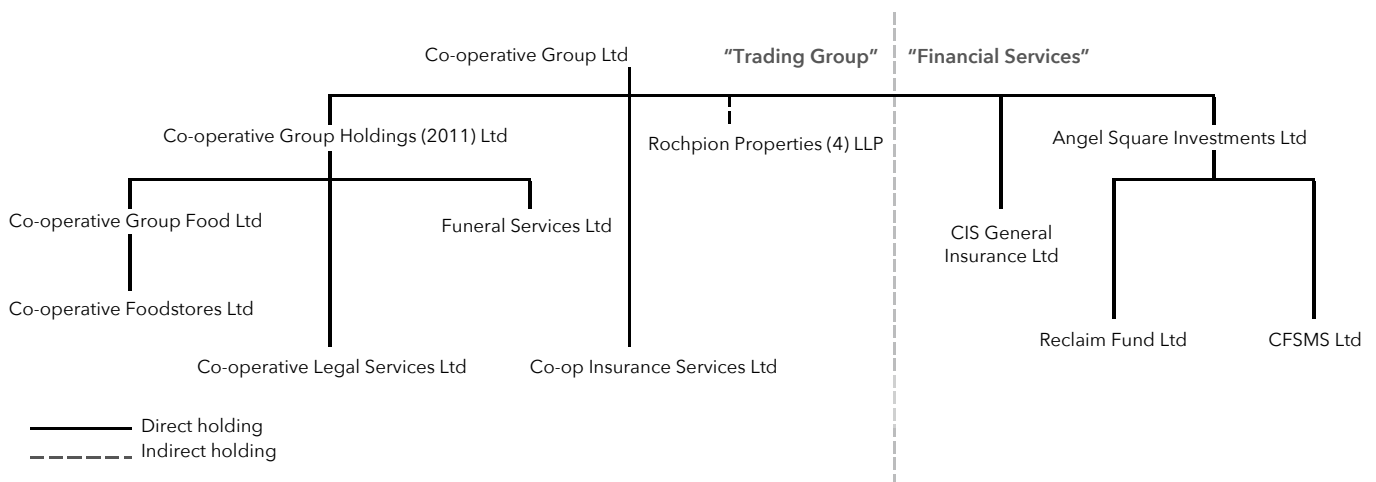 Co-operative Group Ltd
"Trading Group"
"Financial Services"
Co-operative Group Holdings (2011) Ltd
Rochpion Properties (4) LLP
Angel Square Investments Ltd
Co-operative Group Food Ltd
Funeral Services Ltd
CIS General
Insurance Ltd
Co-operative Foodstores Ltd
Reclaim Fund Ltd
CFSMS Ltd
Co-operative Legal Services Ltd
Co-op Insurance Services Ltd
Direct holding
Indirect holding